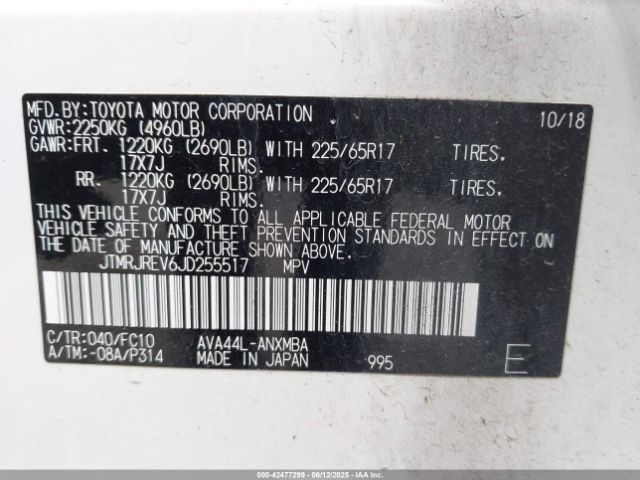 MFD.BY:TOYOTA MOTOR CORPORATION 10/18
GVWR:2250KG (4960LB)
GAWR:FRT. 1220KG (2690LB) WITH 225/65R17 TIRES.
17X7J RIMS.
RR. 1220KG (2690LB) WITH 225/65R17 TIRES.
17X7J RIMS.
THIS VEHICLE CONFORMS TO ALL APPLICABLE FEDERAL MOTOR
VEHICLE SAFETY AND THEFT PREVENTION STANDARDS IN EFFECT ON
THE DATE OF MANUFACTURE SHOWN ABOVE.
JTMRJREV6JD255517 MPV
C/TR:040/FC10 AVA44L-ANXMBA
A/TM:-08A/P314 MADE IN JAPAN 995 E
00-42477299 - 06/12/2025 - IAAI.COM